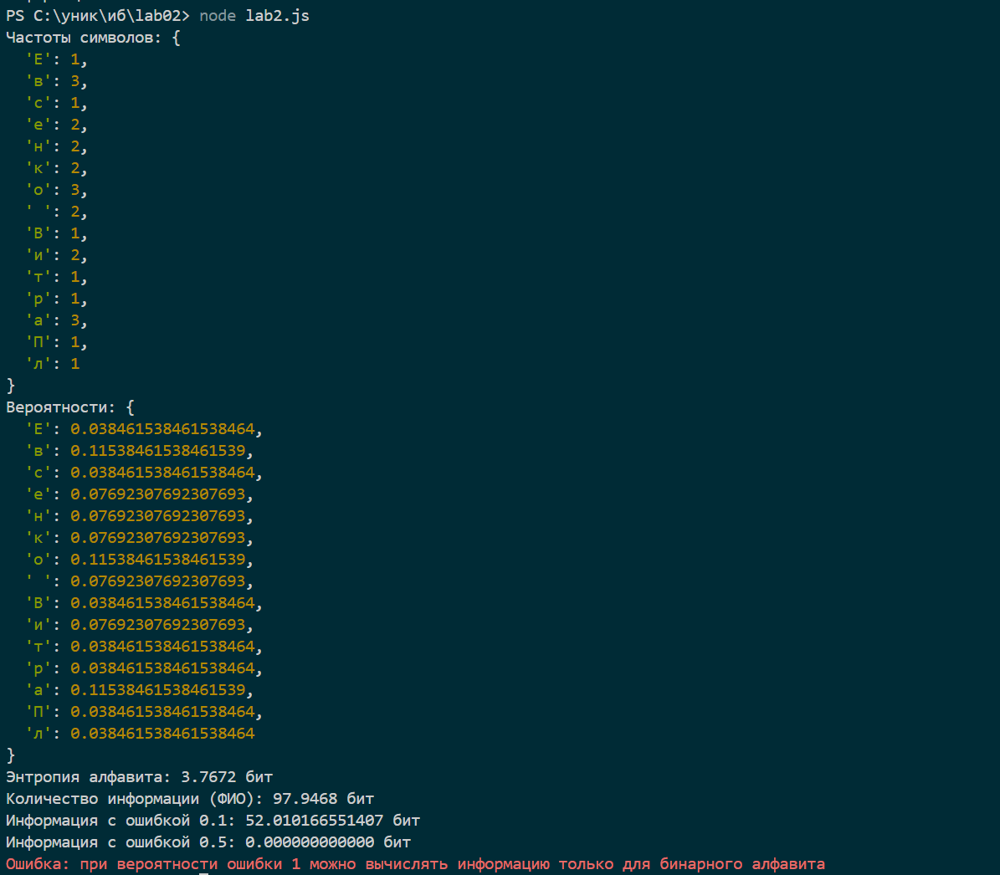 PS C:\уник\иб\lab02> node lab2.js
Частоты символов: {
  'Е': 1,
  'в': 3,
  'с': 1,
  'е': 2,
  'н': 2,
  'к': 2,
  'о': 3,
  ' ': 2,
  'В': 1,
  'и': 2,
  'т': 1,
  'р': 1,
  'а': 3,
  'П': 1,
  'л': 1
}
Вероятности: {
  'Е': 0.038461538461538464,
  'в': 0.11538461538461539,
  'с': 0.038461538461538464,
  'е': 0.07692307692307693,
  'н': 0.07692307692307693,
  'к': 0.07692307692307693,
  'о': 0.11538461538461539,
  ' ': 0.07692307692307693,
  'В': 0.038461538461538464,
  'и': 0.07692307692307693,
  'т': 0.038461538461538464,
  'р': 0.038461538461538464,
  'а': 0.11538461538461539,
  'П': 0.038461538461538464,
  'л': 0.038461538461538464
}
Энтропия алфавита: 3.7672 бит
Количество информации (ФИО): 97.9468 бит
Информация с ошибкой 0.1: 52.010166551407 бит
Информация с ошибкой 0.5: 0.000000000000 бит
Ошибка: при вероятности ошибки 1 можно вычислять информацию только для бинарного алфавита